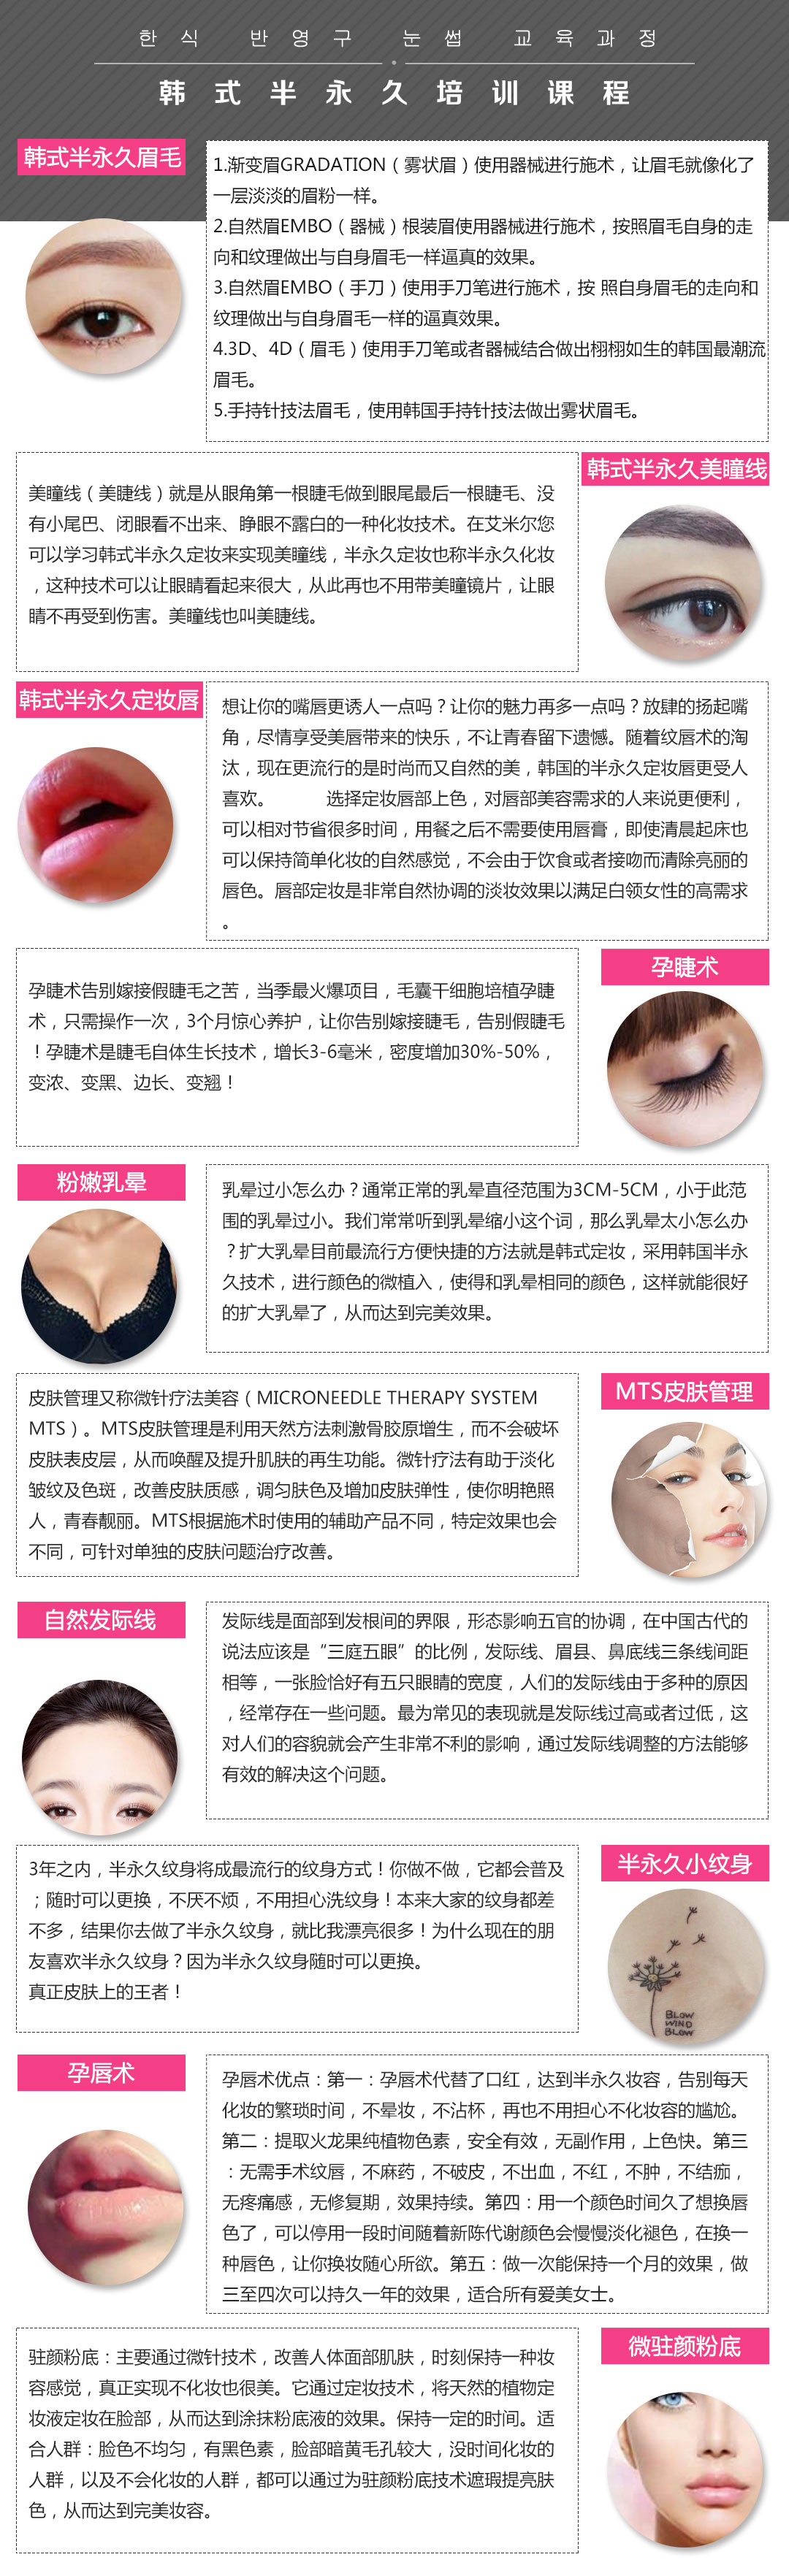 한식 반영구 눈썹 교육과정
韩式半永久培训课程
韩式半永久眉毛
1.渐变眉GRADATION（雾状眉）使用器械进行施术，让眉毛就像化了
一层淡淡的眉粉一样。
2.自然眉EMBO（器械）根装眉使用器械进行施术，按照眉毛自身的走
向和纹理做出与自身眉毛一样逼真的效果。
3.自然眉EMBO（手刀）使用手刀笔进行施术，按 照自身眉毛的走向和
纹理做出与自身眉毛一样的逼真效果。
4.3D、4D（眉毛）使用手刀笔或者器械结合做出栩栩如生的韩国最潮流
眉毛。
5.手持针技法眉毛，使用韩国手持针技法做出雾状眉毛。
韩式半永久美瞳线
美瞳线（美睫线）就是从眼角第一根睫毛做到眼尾最后一根睫毛、没
有小尾巴、闭眼看不出来、睁眼不露白的一种化妆技术。在艾米尔您
可以学习韩式半永久定妆来实现美瞳线，半永久定妆也称半永久化妆
，这种技术可以让眼睛看起来很大，从此再也不用带美瞳镜片，让眼
睛不再受到伤害。美瞳线也叫美睫线。
韩式半永久定妆唇
想让你的嘴唇更诱人一点吗？让你的魅力再多一点吗？放肆的扬起嘴
角，尽情享受美唇带来的快乐，不让青春留下遗憾。随着纹唇术的淘
汰，现在更流行的是时尚而又自然的美，韩国的半永久定妆唇更受人
喜欢。 选择定妆唇部上色，对唇部美容需求的人来说更便利，
可以相对节省很多时间，用餐之后不需要使用唇膏，即使清晨起床也
可以保持简单化妆的自然感觉，不会由于饮食或者接吻而清除亮丽的
唇色。唇部定妆是非常自然协调的淡妆效果以满足白领女性的高需求
。
孕睫术
孕睫术告别嫁接假睫毛之苦，当季最火爆项目，毛囊干细胞培植孕睫
术，只需操作一次，3个月惊心养护，让你告别嫁接睫毛，告别假睫毛
！孕睫术是睫毛自体生长技术，增长3-6毫米，密度增加30%-50%，
变浓、变黑、边长、变翘！
粉嫩乳晕
乳晕过小怎么办？通常正常的乳晕直径范围为3CM-5CM，小于此范
围的乳晕过小。我们常常听到乳晕缩小这个词，那么乳晕太小怎么办
？扩大乳晕目前最流行方便快捷的方法就是韩式定妆，采用韩国半永
久技术，进行颜色的微植入，使得和乳晕相同的颜色，这样就能很好
的扩大乳晕了，从而达到完美效果。
MTS皮肤管理
皮肤管理又称微针疗法美容（MICRONEEDLE THERAPY SYSTEM
MTS）。MTS皮肤管理是利用天然方法刺激骨胶原增生，而不会破坏
皮肤表皮层，从而唤醒及提升肌肤的再生功能。微针疗法有助于淡化
皱纹及色斑，改善皮肤质感，调匀肤色及增加皮肤弹性，使你明艳照
人，青春靓丽。MTS根据施术时使用的辅助产品不同，特定效果也会
不同，可针对单独的皮肤问题治疗改善。
自然发际线
发际线是面部到发根间的界限，形态影响五官的协调，在中国古代的
说法应该是“三庭五眼”的比例，发际线、眉县、鼻底线三条线间距
相等，一张脸恰好有五只眼睛的宽度，人们的发际线由于多种的原因
，经常存在一些问题。最为常见的表现就是发际线过高或者过低，这
对人们的容貌就会产生非常不利的影响，通过发际线调整的方法能够
有效的解决这个问题。
半永久小纹身
3年之内，半永久纹身将成最流行的纹身方式！你做不做，它都会普及
；随时可以更换，不厌不烦，不用担心洗纹身！本来大家的纹身都差
不多，结果你去做了半永久纹身，就比我漂亮很多！为什么现在的朋
友喜欢半永久纹身？因为半永久纹身随时可以更换。
真正皮肤上的王者！
BLOW
WIND
BLOW
孕唇术
孕唇术优点：第一：孕唇术代替了口红，达到半永久妆容，告别每天
化妆的繁琐时间，不晕妆，不沾杯，再也不用担心不化妆容的尴尬。
第二：提取火龙果纯植物色素，安全有效，无副作用，上色快。第三
：无需手术纹唇，不麻药，不破皮，不出血，不红，不肿，不结痂，
无疼痛感，无修复期，效果持续。第四：用一个颜色时间久了想换唇
色了，可以停用一段时间随着新陈代谢颜色会慢慢淡化褪色，在换一
种唇色，让你换妆随心所欲。第五：做一次能保持一个月的效果，做
三至四次可以持久一年的效果，适合所有爱美女士。
微驻颜粉底
驻颜粉底：主要通过微针技术，改善人体面部肌肤，时刻保持一种妆
容感觉，真正实现不化妆也很美。它通过定妆技术，将天然的植物定
妆液定妆在脸部，从而达到涂抹粉底液的效果。保持一定的时间。适
合人群：脸色不均匀，有黑色素，脸部暗黄毛孔较大，没时间化妆的
人群，以及不会化妆的人群，都可以通过为驻颜粉底技术遮瑕提亮肤
色，从而达到完美妆容。